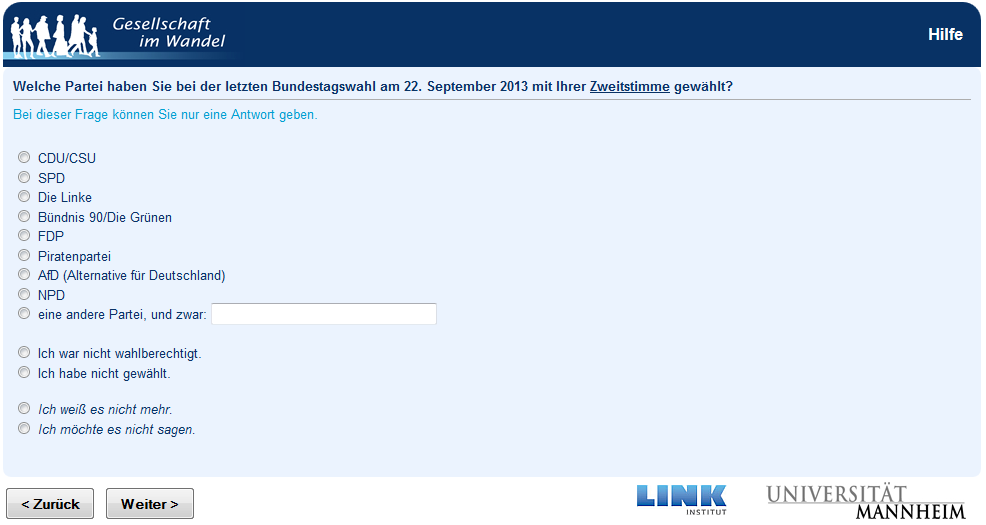 Gesellschaft
im Wandel
Hilfe
Welche Partei haben Sie bei der letzten Bundestagswahl am 22. September 2013 mit Ihrer Zweitstimme gewählt?
Bei dieser Frage können Sie nur eine Antwort geben.
CDU/CSU
SPD
Die Linke
Bündnis 90/Die Grünen
FDP
Piratenpartei
AfD (Alternative für Deutschland)
NPD
eine andere Partei, und zwar:
Ich war nicht wahlberechtigt.
Ich habe nicht gewählt.
Ich weiß es nicht mehr.
Ich möchte es nicht sagen.
< Zurück
Weiter >
LINK
INSTITUT
UNIVERSITÄT
MANNHEIM